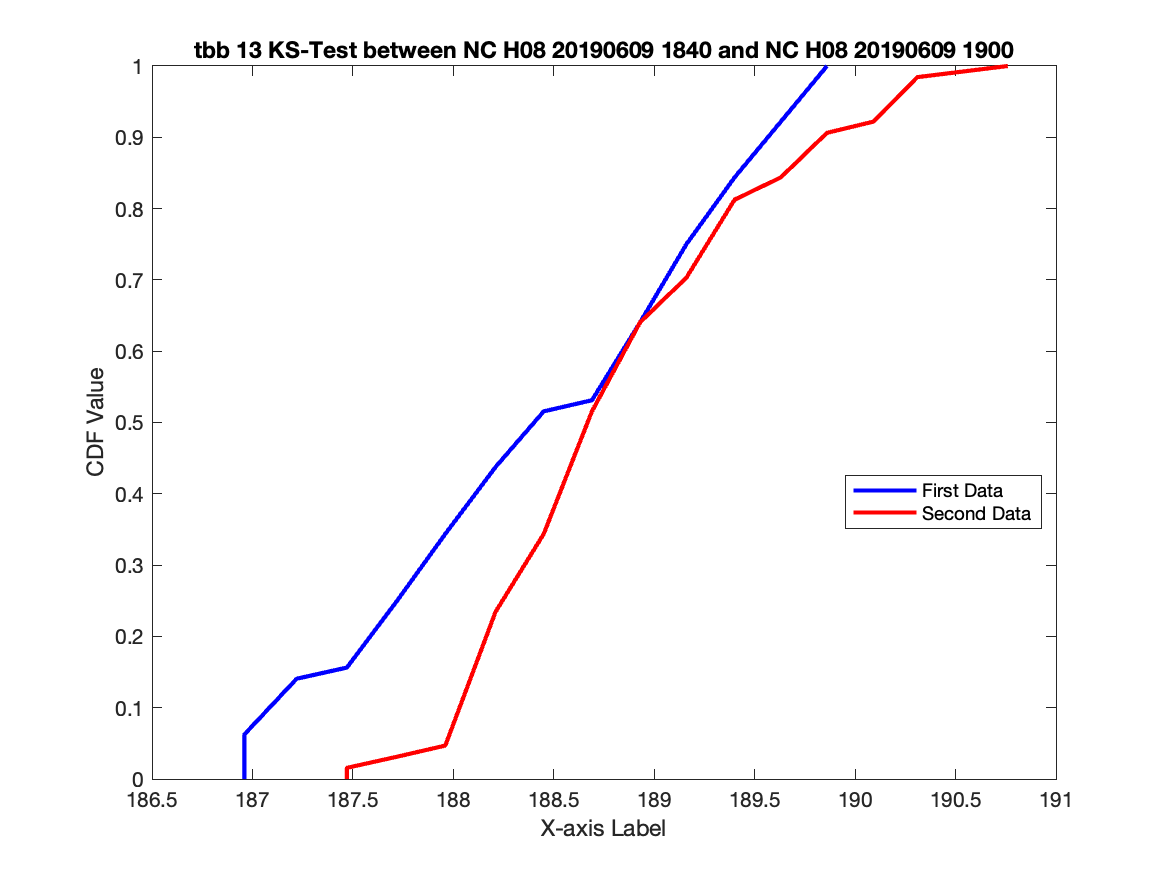 tbb 13 KS-Test between NC H08 20190609 1840 and NC H08 20190609 1900
1
0.9
0.8
0.7
0.6
0.5
0.4
0.3
0.2
0.1
0
CDF Value
First Data
Second Data
186.5 187 187.5 188 188.5 189 189.5 190 190.5 191
X-axis Label